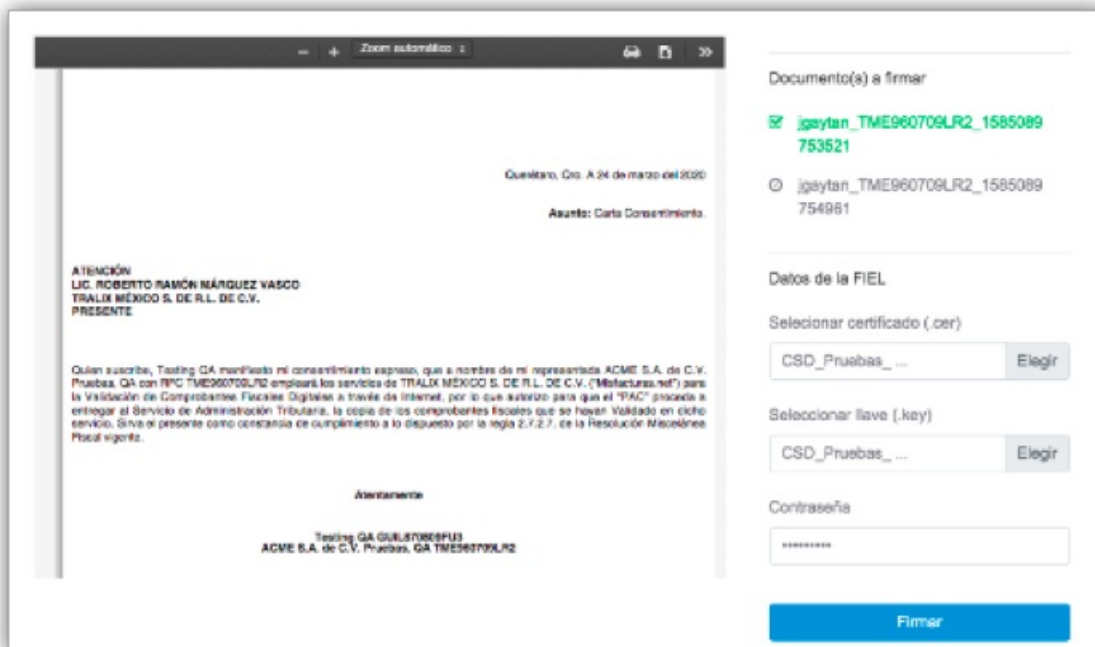 Zoom automático
Querétaro, Qro. A 24 de marzo del 2020
Asunto: Carta Consentimiento.
ATENCIÓN
LIC. ROBERTO RAMÓN MÁRQUEZ VASCO
TRALIX MÉXICO S. DE R.L. DE C.V.
PRESENTE
Quien suscribe, Testing QA manifiesto mi consentimiento expreso, que a nombre de mi representada ACME S.A. de C.V.
Pruebas, QA con RFC TME960709LR2 emplearé los servicios de TRALIX MÉXICO S. DE R.L. DE C.V. ("Misfacturas.net") para
la Validación de Comprobantes Fiscales Digitales a través de Internet, por lo que autorizo para que el "PAC" proceda a
entregar al Servicio de Administración Tributaria, la copia de los comprobantes fiscales que se hayan Validado en dicho
servicio. Sirva el presente como constancia de cumplimiento a lo dispuesto por la regla 2.7.2.7. de la Resolución Miscelánea
Fiscal vigente.
Atentamente
Testing QA GUIL870809FU3
ACME S.A. de C.V. Pruebas, QA TME960709LR2
Documento(s) a firmar
jgaytan_TME960709LR2_1585089
753521
jgaytan_TME960709LR2_1585089
754961
Datos de la FIEL
Selecionar certificado (.cer)
CSD_Pruebas_ ...
Elegir
Seleccionar llave (.key)
CSD_Pruebas_ ...
Elegir
Contraseña
Firmar